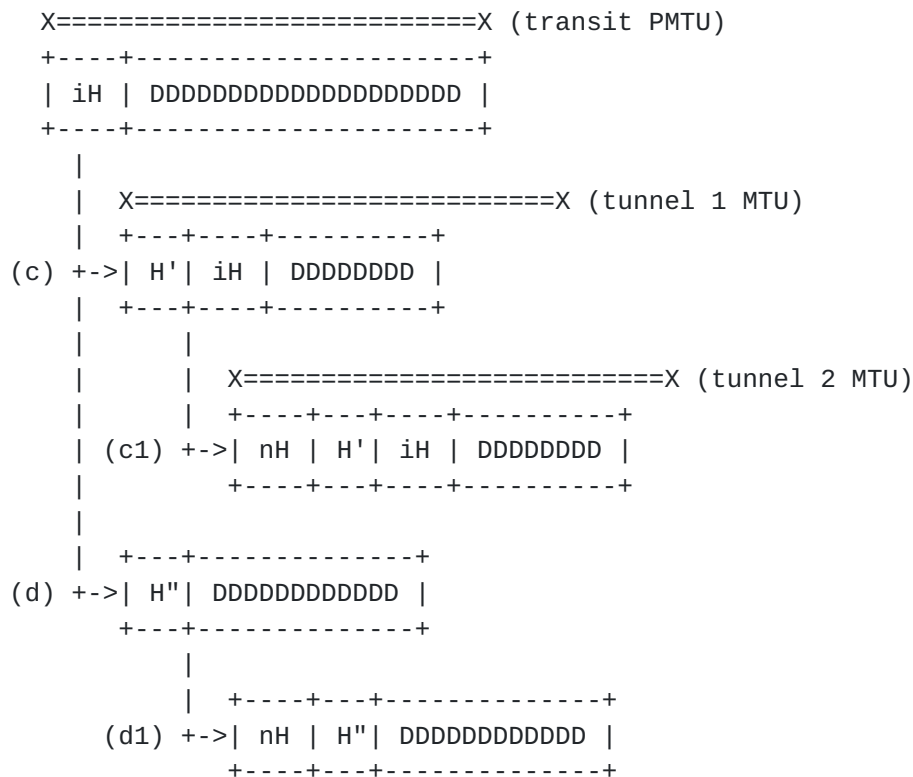 X===========================X (transit PMTU)
+----+----------------------+
| iH | DDDDDDDDDDDDDDDDDDDD |
+----+----------------------+
|
| X===========================X (tunnel 1 MTU)
| +---+----+----------+
(c) +->| H'| iH | DDDDDDDD |
| +---+----+----------+
| |
| | X===========================X (tunnel 2 MTU)
| | +----+---+----+----------+
| (c1) +->| nH | H'| iH | DDDDDDDD |
| +----+---+----+----------+
|
| +---+--------------+
(d) +->| H"| DDDDDDDDDDDD |
+---+--------------+
|
| +----+---+--------------+
(d1) +->| nH | H"| DDDDDDDDDDDD |
+----+---+--------------+